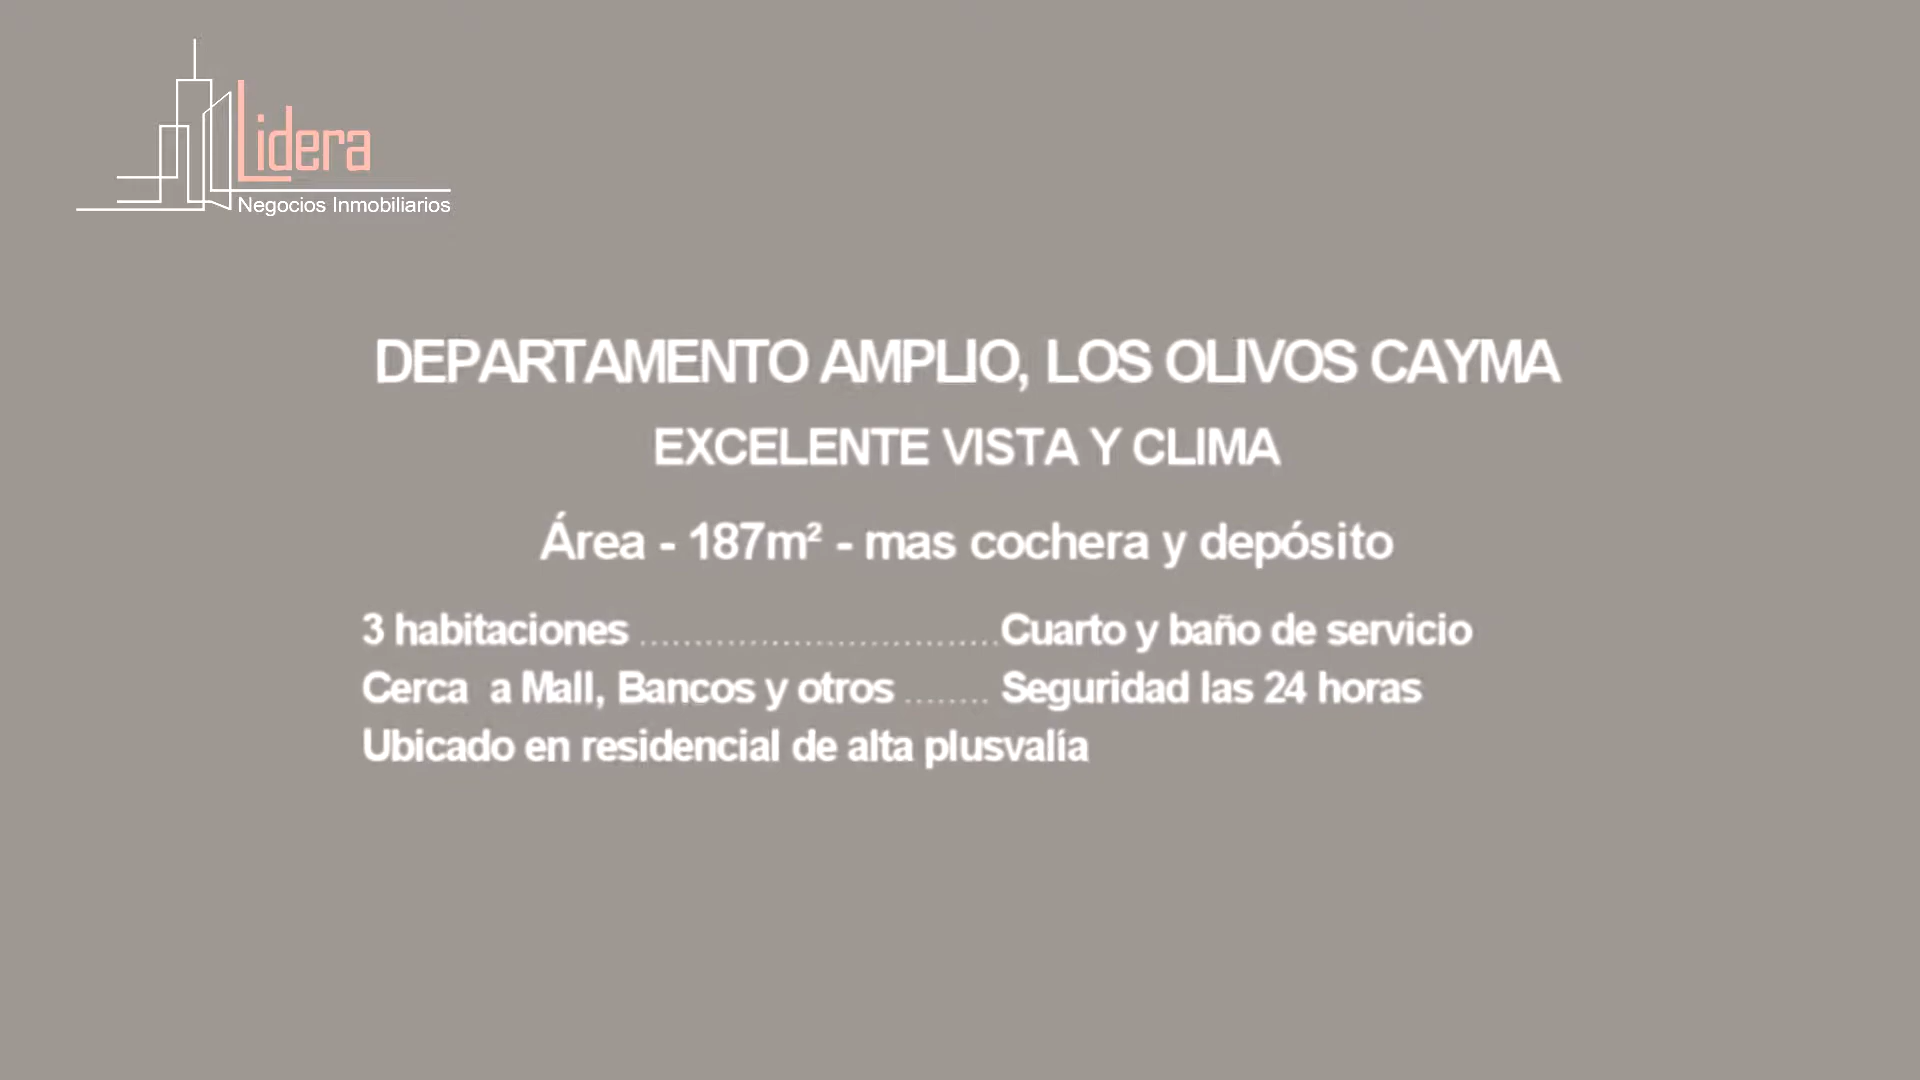 Lidera
Negocios Inmobiliarios
DEPARTAMENTO AMPLIO, LOS OLIVOS CAYMA
EXCELENTE VISTA Y CLIMA
Área - 187m² - mas cochera y depósito
3 habitaciones .................................Cuarto y baño de servicio
Cerca  a Mall, Bancos y otros ........ Seguridad las 24 horas
Ubicado en residencial de alta plusvalía